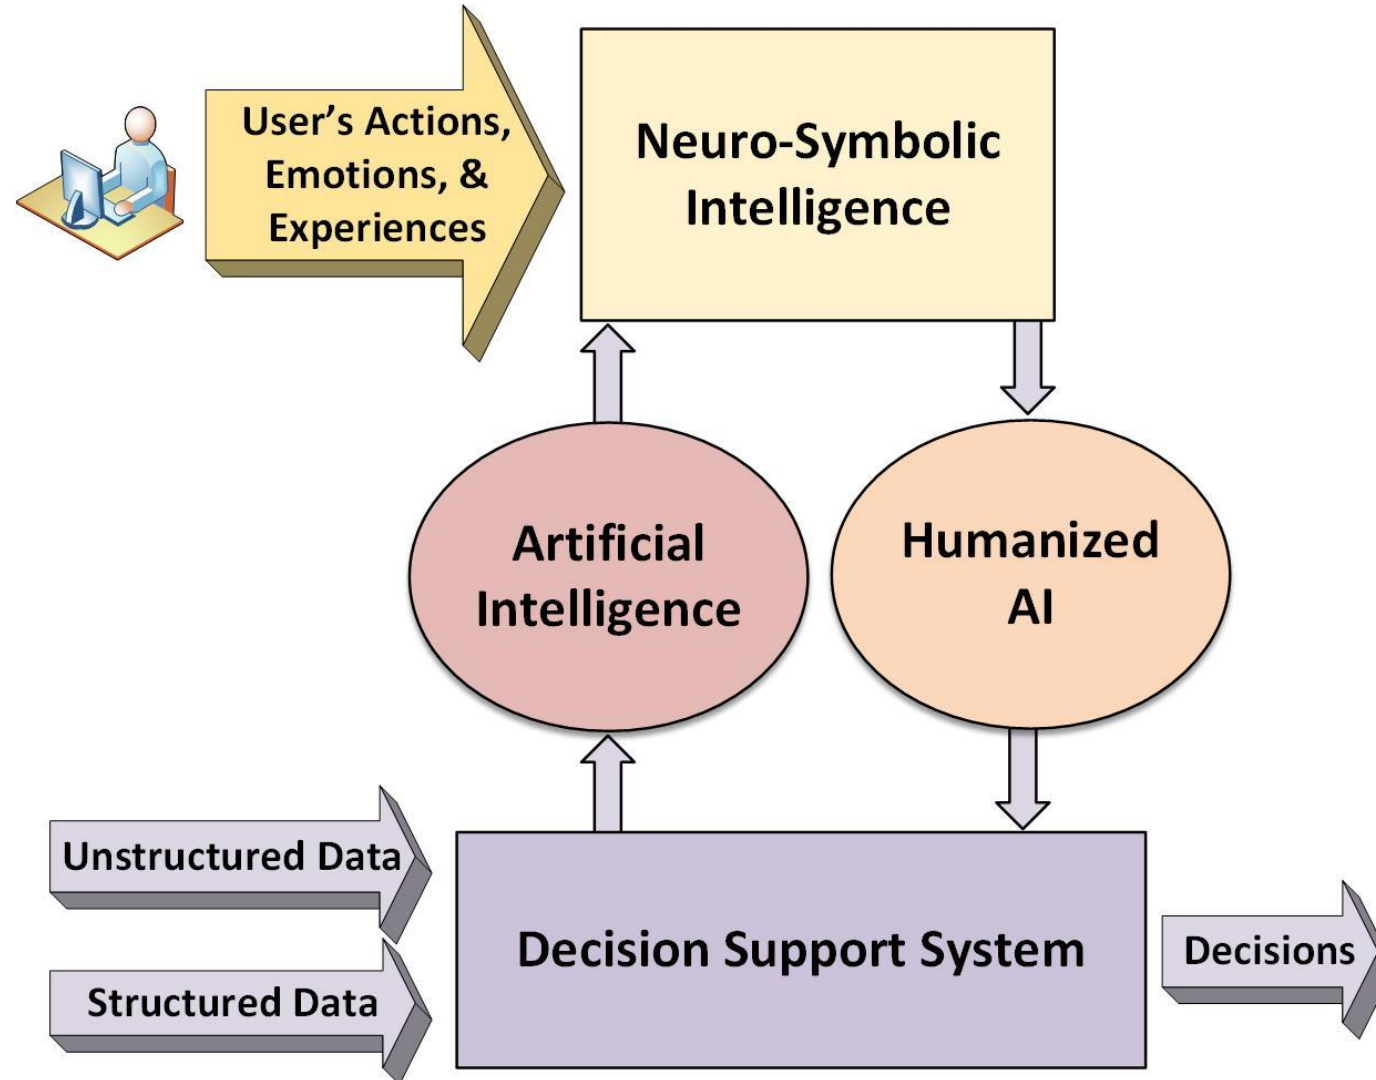 User’s Actions,
Emotions, &
Experiences
Neuro-Symbolic
Intelligence
Artificial
Intelligence
Humanized
AI
Unstructured Data
Structured Data
Decision Support System
Decisions